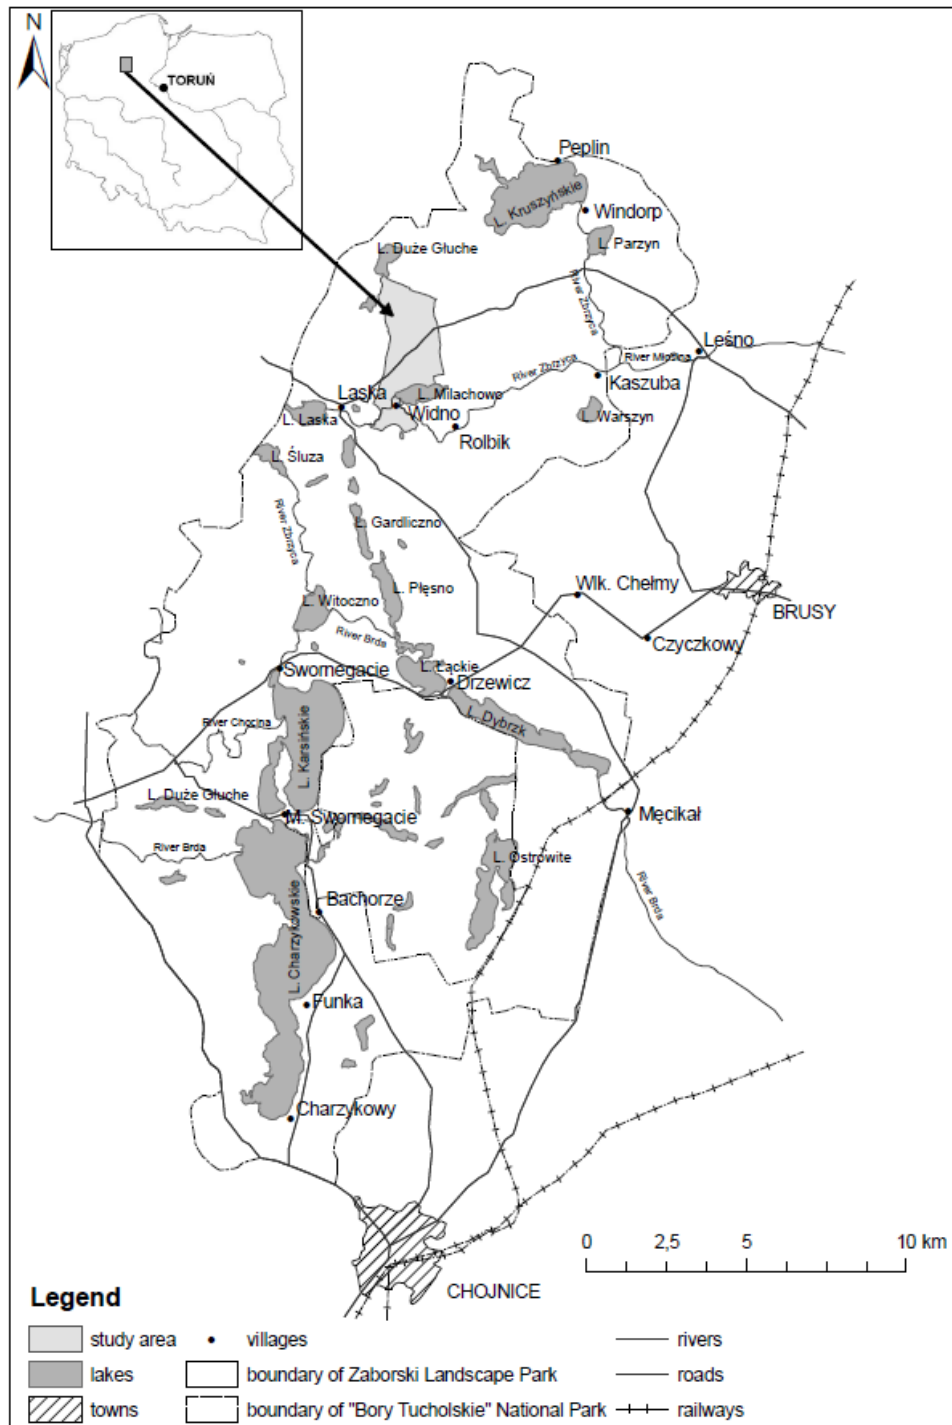 N
TORUŃ
Peplin
L. Kruszyńskie
Windorp
L. Parzyn
L. Duże Głuche
River Zbrzyca
Leśno
River Młosina
River Zbrzyca
Kaszuba
L. Milachowo
Laska
Widno
L. Warszyn
L. Laska
Rolbik
L. Śluza
River Zbrzyca
L. Gardliczno
L. Płęsno
Wlk. Chełmy
L. Witoczno
BRUSY
River Brda
Czyczkowy
L. Łąckie
Swornegacie
Drzewicz
L. Dybrzk
River Chocina
L. Karsińskie
L. Duże Głuche
M. Swornegacie
Męcikał
River Brda
L. Ostrowite
River Brda
Bachorze
L. Charzykowskie
Funka
Charzykowy
0 2,5 5 10 km
CHOJNICE
Legend
study area villages rivers
lakes boundary of Zaborski Landscape Park roads
towns boundary of "Bory Tucholskie" National Park railways